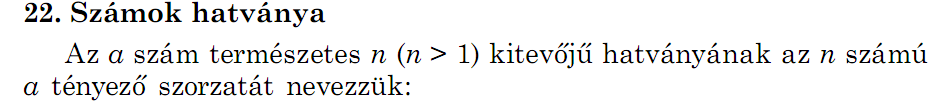 22. Számok hatványa
Az a szám természetes n (n > 1) kitevőjű hatványának az n számú
a tényező szorzatát nevezzük: